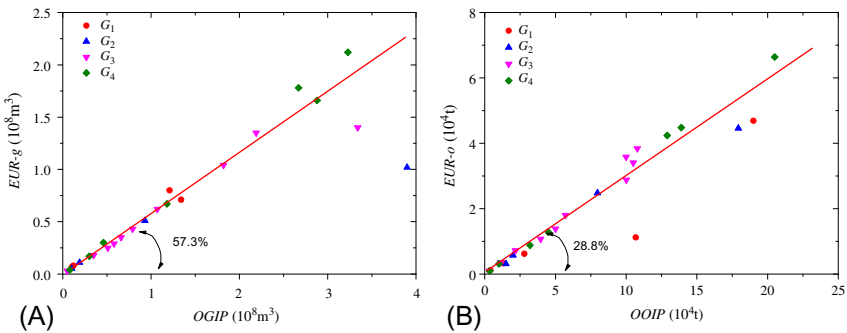 G1
G2
G3
G4
2.5
2.0
1.5
1.0
0.5
0.0
EUR-g (10⁸m³)
57.3%
0 1 2 3 4
OGIP (10⁸m³)
(A)
G1
G2
G3
G4
8
6
4
2
0
EUR-o (10⁴t)
28.8%
0 5 10 15 20 25
OOIP (10⁴t)
(B)